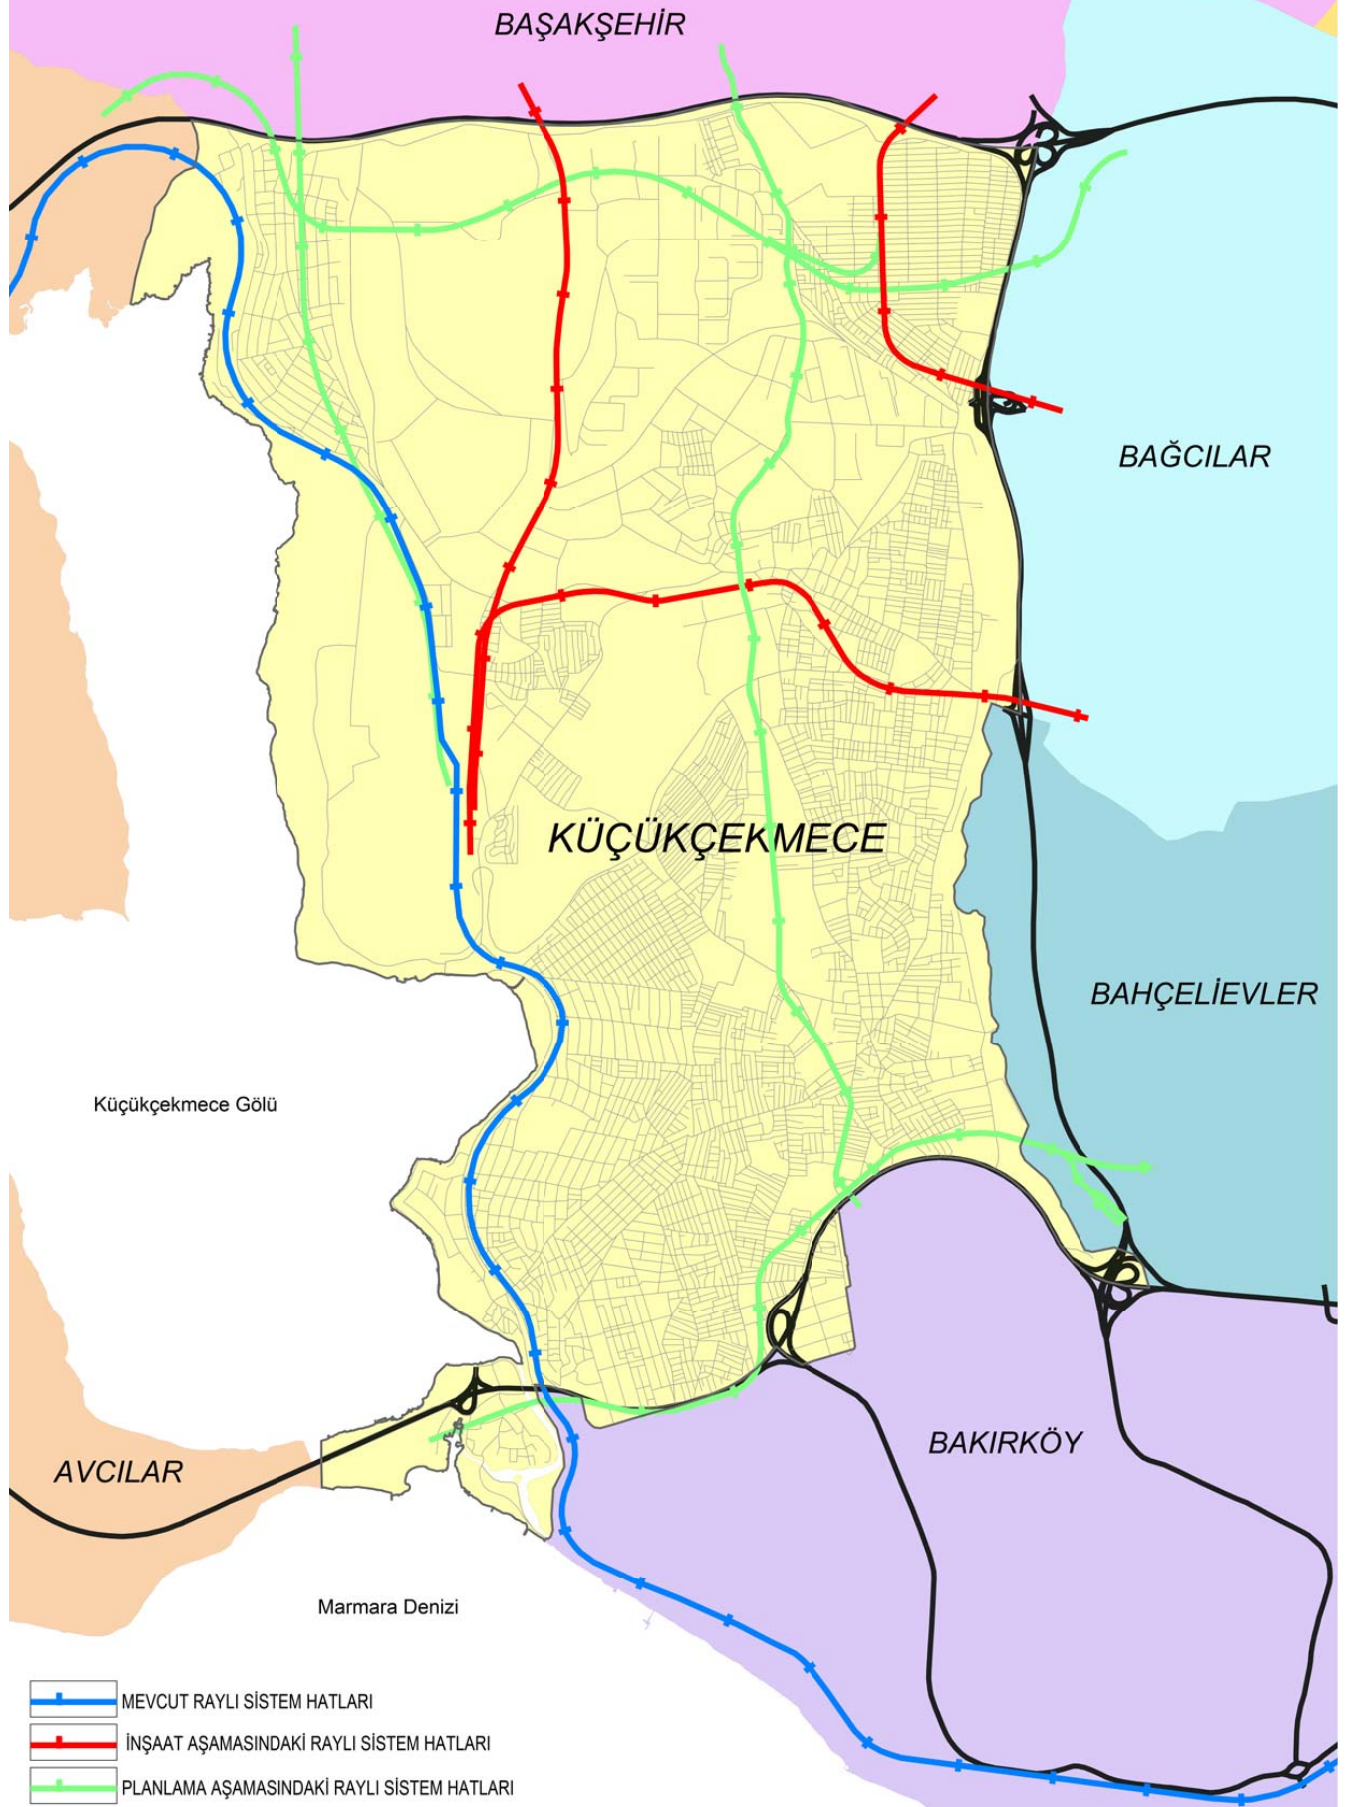 BAŞAKŞEHİR
BAĞCILAR
KÜÇÜKÇEKMECE
BAHÇELİEVLER
Küçükçekmece Gölü
BAKIRKÖY
AVCILAR
Marmara Denizi
MEVCUT RAYLI SİSTEM HATLARI
İNŞAAT AŞAMASINDAKİ RAYLI SİSTEM HATLARI
PLANLAMA AŞAMASINDAKİ RAYLI SİSTEM HATLARI